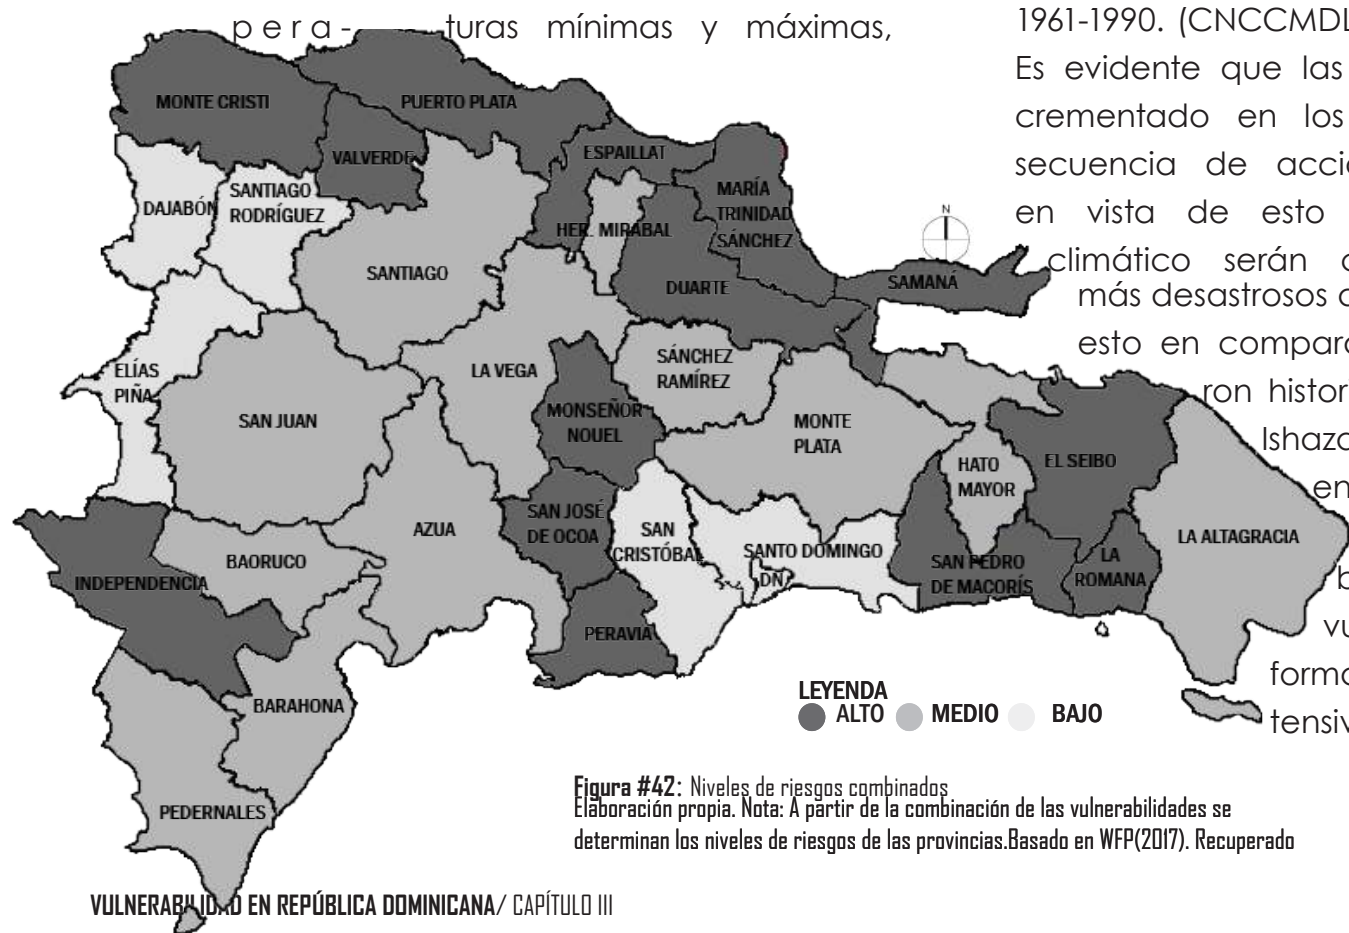 pera- turas mínimas y máximas,
1961-1990. (CNCCMDL
Es evidente que las
crementado en los
secuencia de acci
en vista de esto
climático serán
más desastrosos
esto en compar
ron histor
Ishaz
en
b
vu
form
tensiv
MONTE CRISTI
PUERTO PLATA
VALVERDE
ESPAILLAT
DAJABÓN
SANTIAGO
RODRÍGUEZ
MARÍA
TRINIDAD
SÁNCHEZ
HER. MIRABAL
N
SANTIAGO
DUARTE
SAMANÁ
ELÍAS
PIÑA
LA VEGA
SÁNCHEZ
RAMÍREZ
SAN JUAN
MONSEÑOR
NOUEL
MONTE
PLATA
HATO
MAYOR
EL SEIBO
AZUA
SAN JOSÉ
DE OCOA
SAN
CRISTÓBAL
SANTO DOMINGO
DN
SAN PEDRO
DE MACORÍS
LA
ROMANA
LA ALTAGRACIA
BAORUCO
INDEPENDENCIA
PERAVIA
BARAHONA
PEDERNALES
LEYENDA
ALTO MEDIO BAJO
Figura #42: Niveles de riesgos combinados
Elaboración propia. Nota: A partir de la combinación de las vulnerabilidades se
determinan los niveles de riesgos de las provincias.Basado en WFP(2017). Recuperado
VULNERABILIDAD EN REPÚBLICA DOMINICANA/ CAPÍTULO III